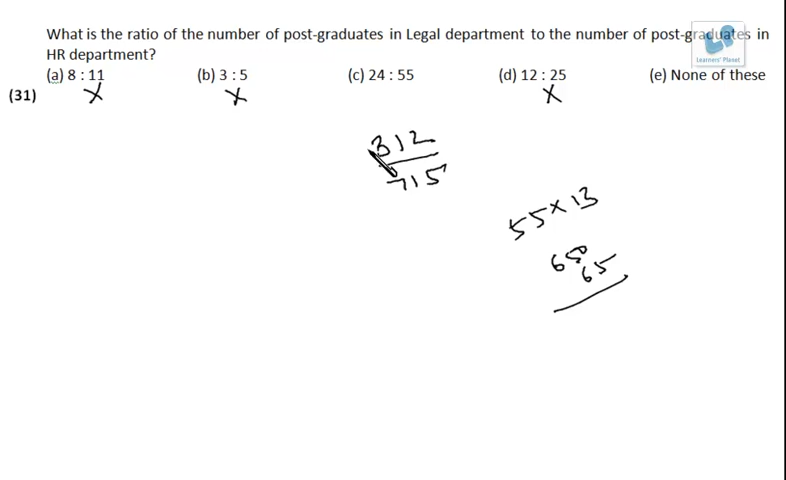 What is the ratio of the number of post-graduates in Legal department to the number of post-graduates in
HR department?
(a) 8 : 11 (b) 3 : 5 (c) 24 : 55 (d) 12 : 25 (e) None of these
(31) X X X
312
715
55 x 13
65
Learners' Planet